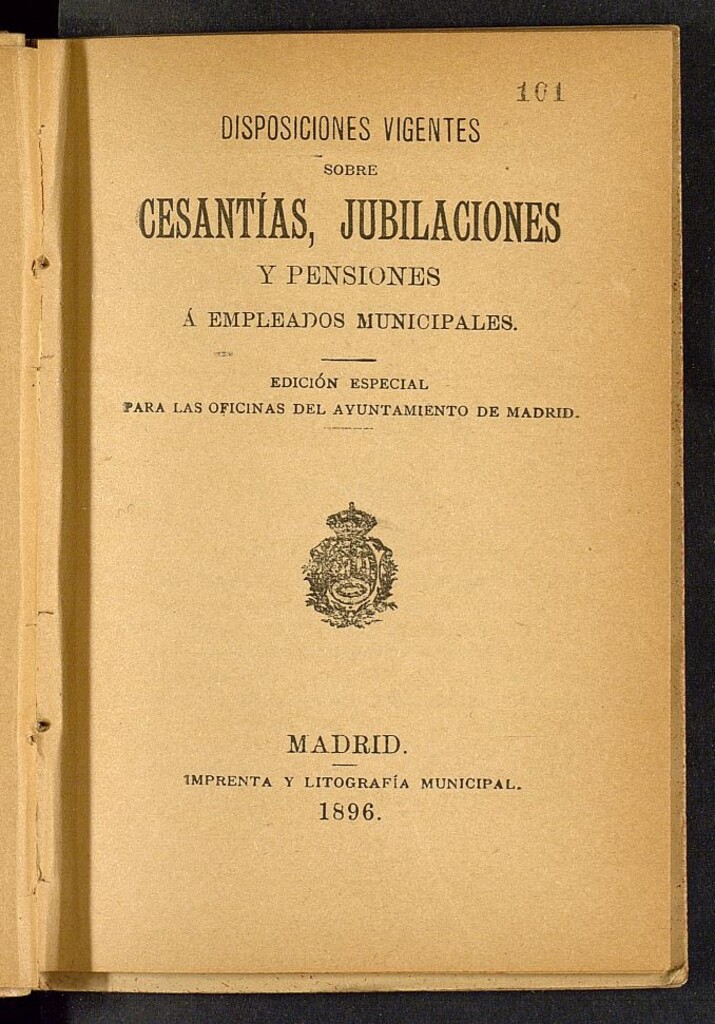 101
DISPOSICIONES VIGENTES
SOBRE
CESANTÍAS, JUBILACIONES
Y PENSIONES
Á EMPLEADOS MUNICIPALES.
EDICIÓN ESPECIAL
PARA LAS OFICINAS DEL AYUNTAMIENTO DE MADRID.
MADRID.
IMPRENTA Y LITOGRAFÍA MUNICIPAL.
1896.